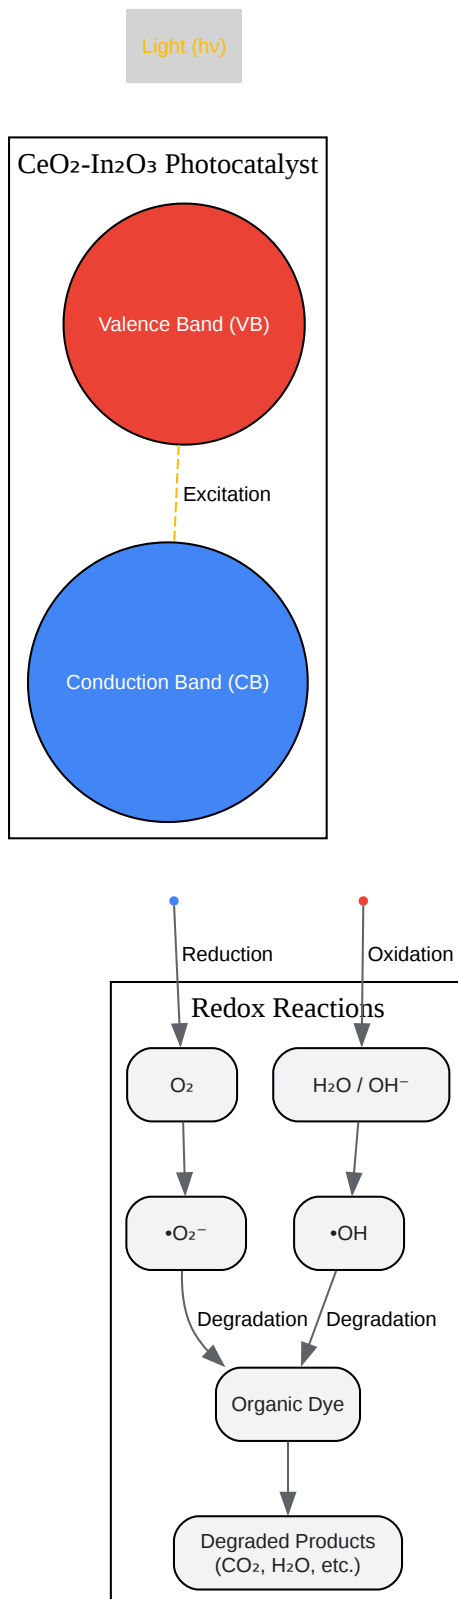 Light (hν)
CeO₂-In₂O₃ Photocatalyst
Valence Band (VB)
Excitation
Conduction Band (CB)
Reduction
Oxidation
Redox Reactions
O₂
H₂O / OH⁻
•O₂⁻
•OH
Degradation
Degradation
Organic Dye
Degraded Products
(CO₂, H₂O, etc.)